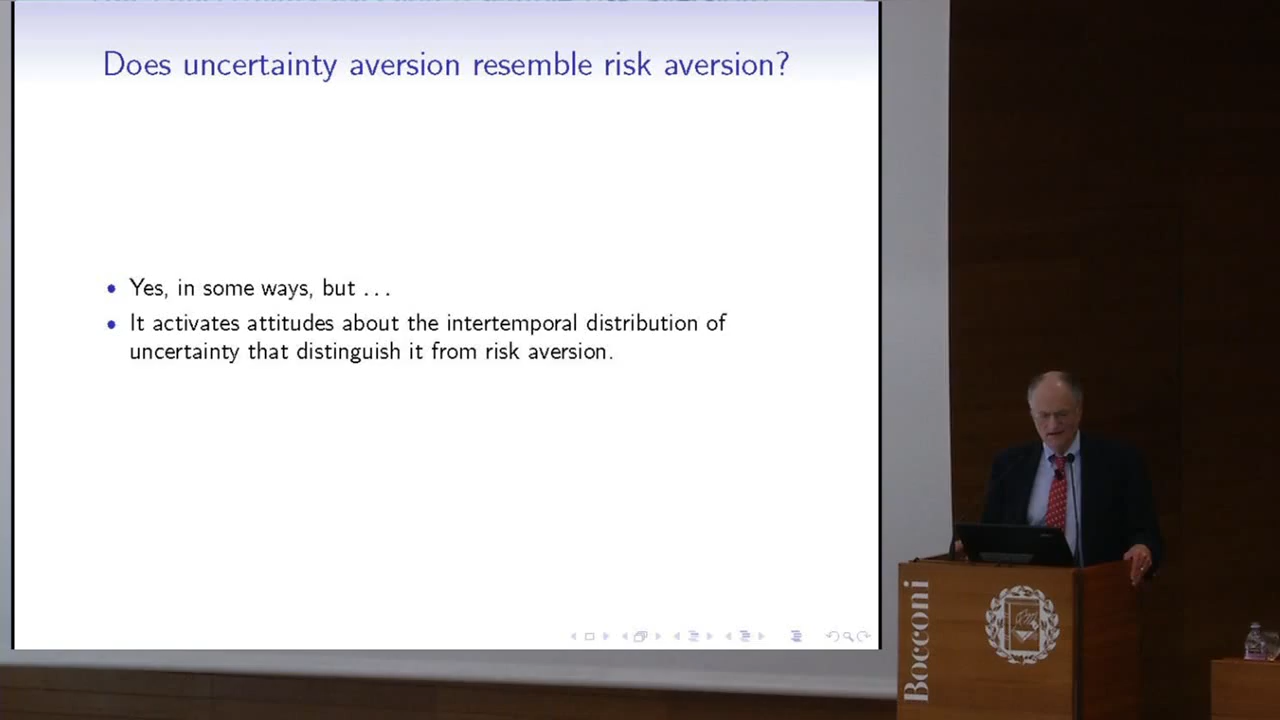 Does uncertainty aversion resemble risk aversion?
Yes, in some ways, but ...
It activates attitudes about the intertemporal distribution of
uncertainty that distinguish it from risk aversion.
Bocconi